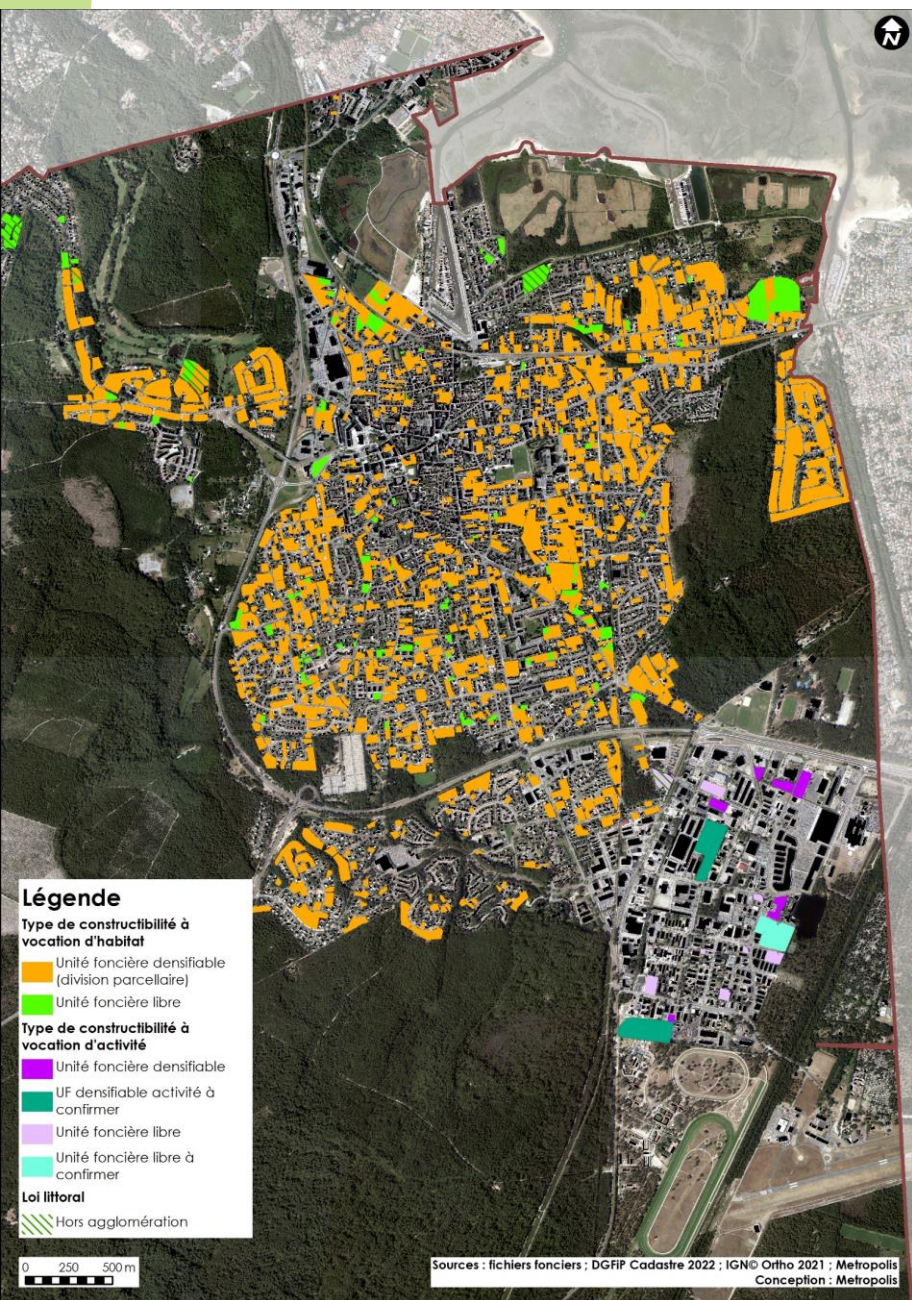 N
Légende
Type de constructibilité à
vocation d'habitat
Unité foncière densifiable
(division parcellaire)
Unité foncière libre
Type de constructibilité à
vocation d'activité
Unité foncière densifiable
UF densifiable activité à
confirmer
Unité foncière libre
Unité foncière libre à
confirmer
Loi littoral
Hors agglomération
0 250 500 m
Sources : fichiers fonciers ; DGFiP Cadastre 2022 ; IGN© Ortho 2021 ; Metropolis
Conception : Metropolis